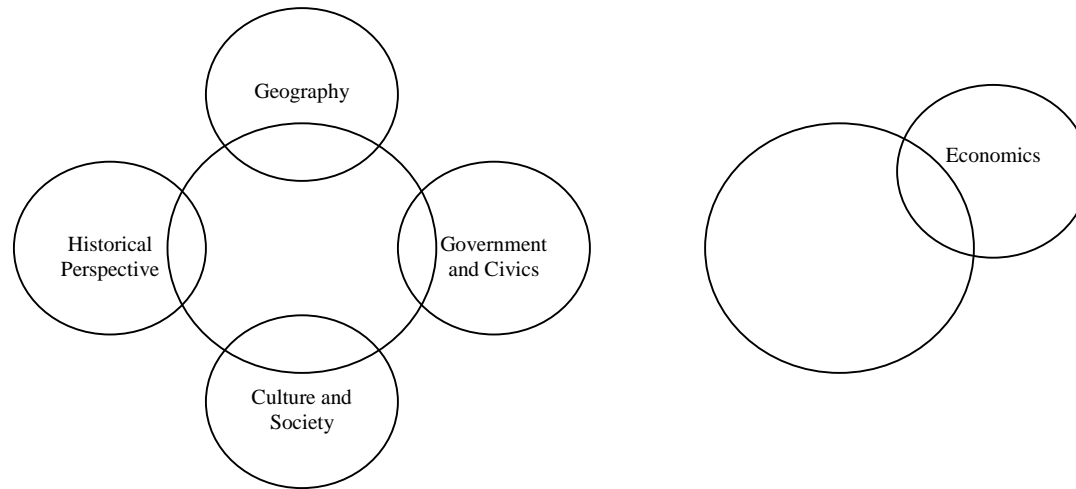 Geography
Economics
Historical
Perspective
Government
and Civics
Culture and
Society